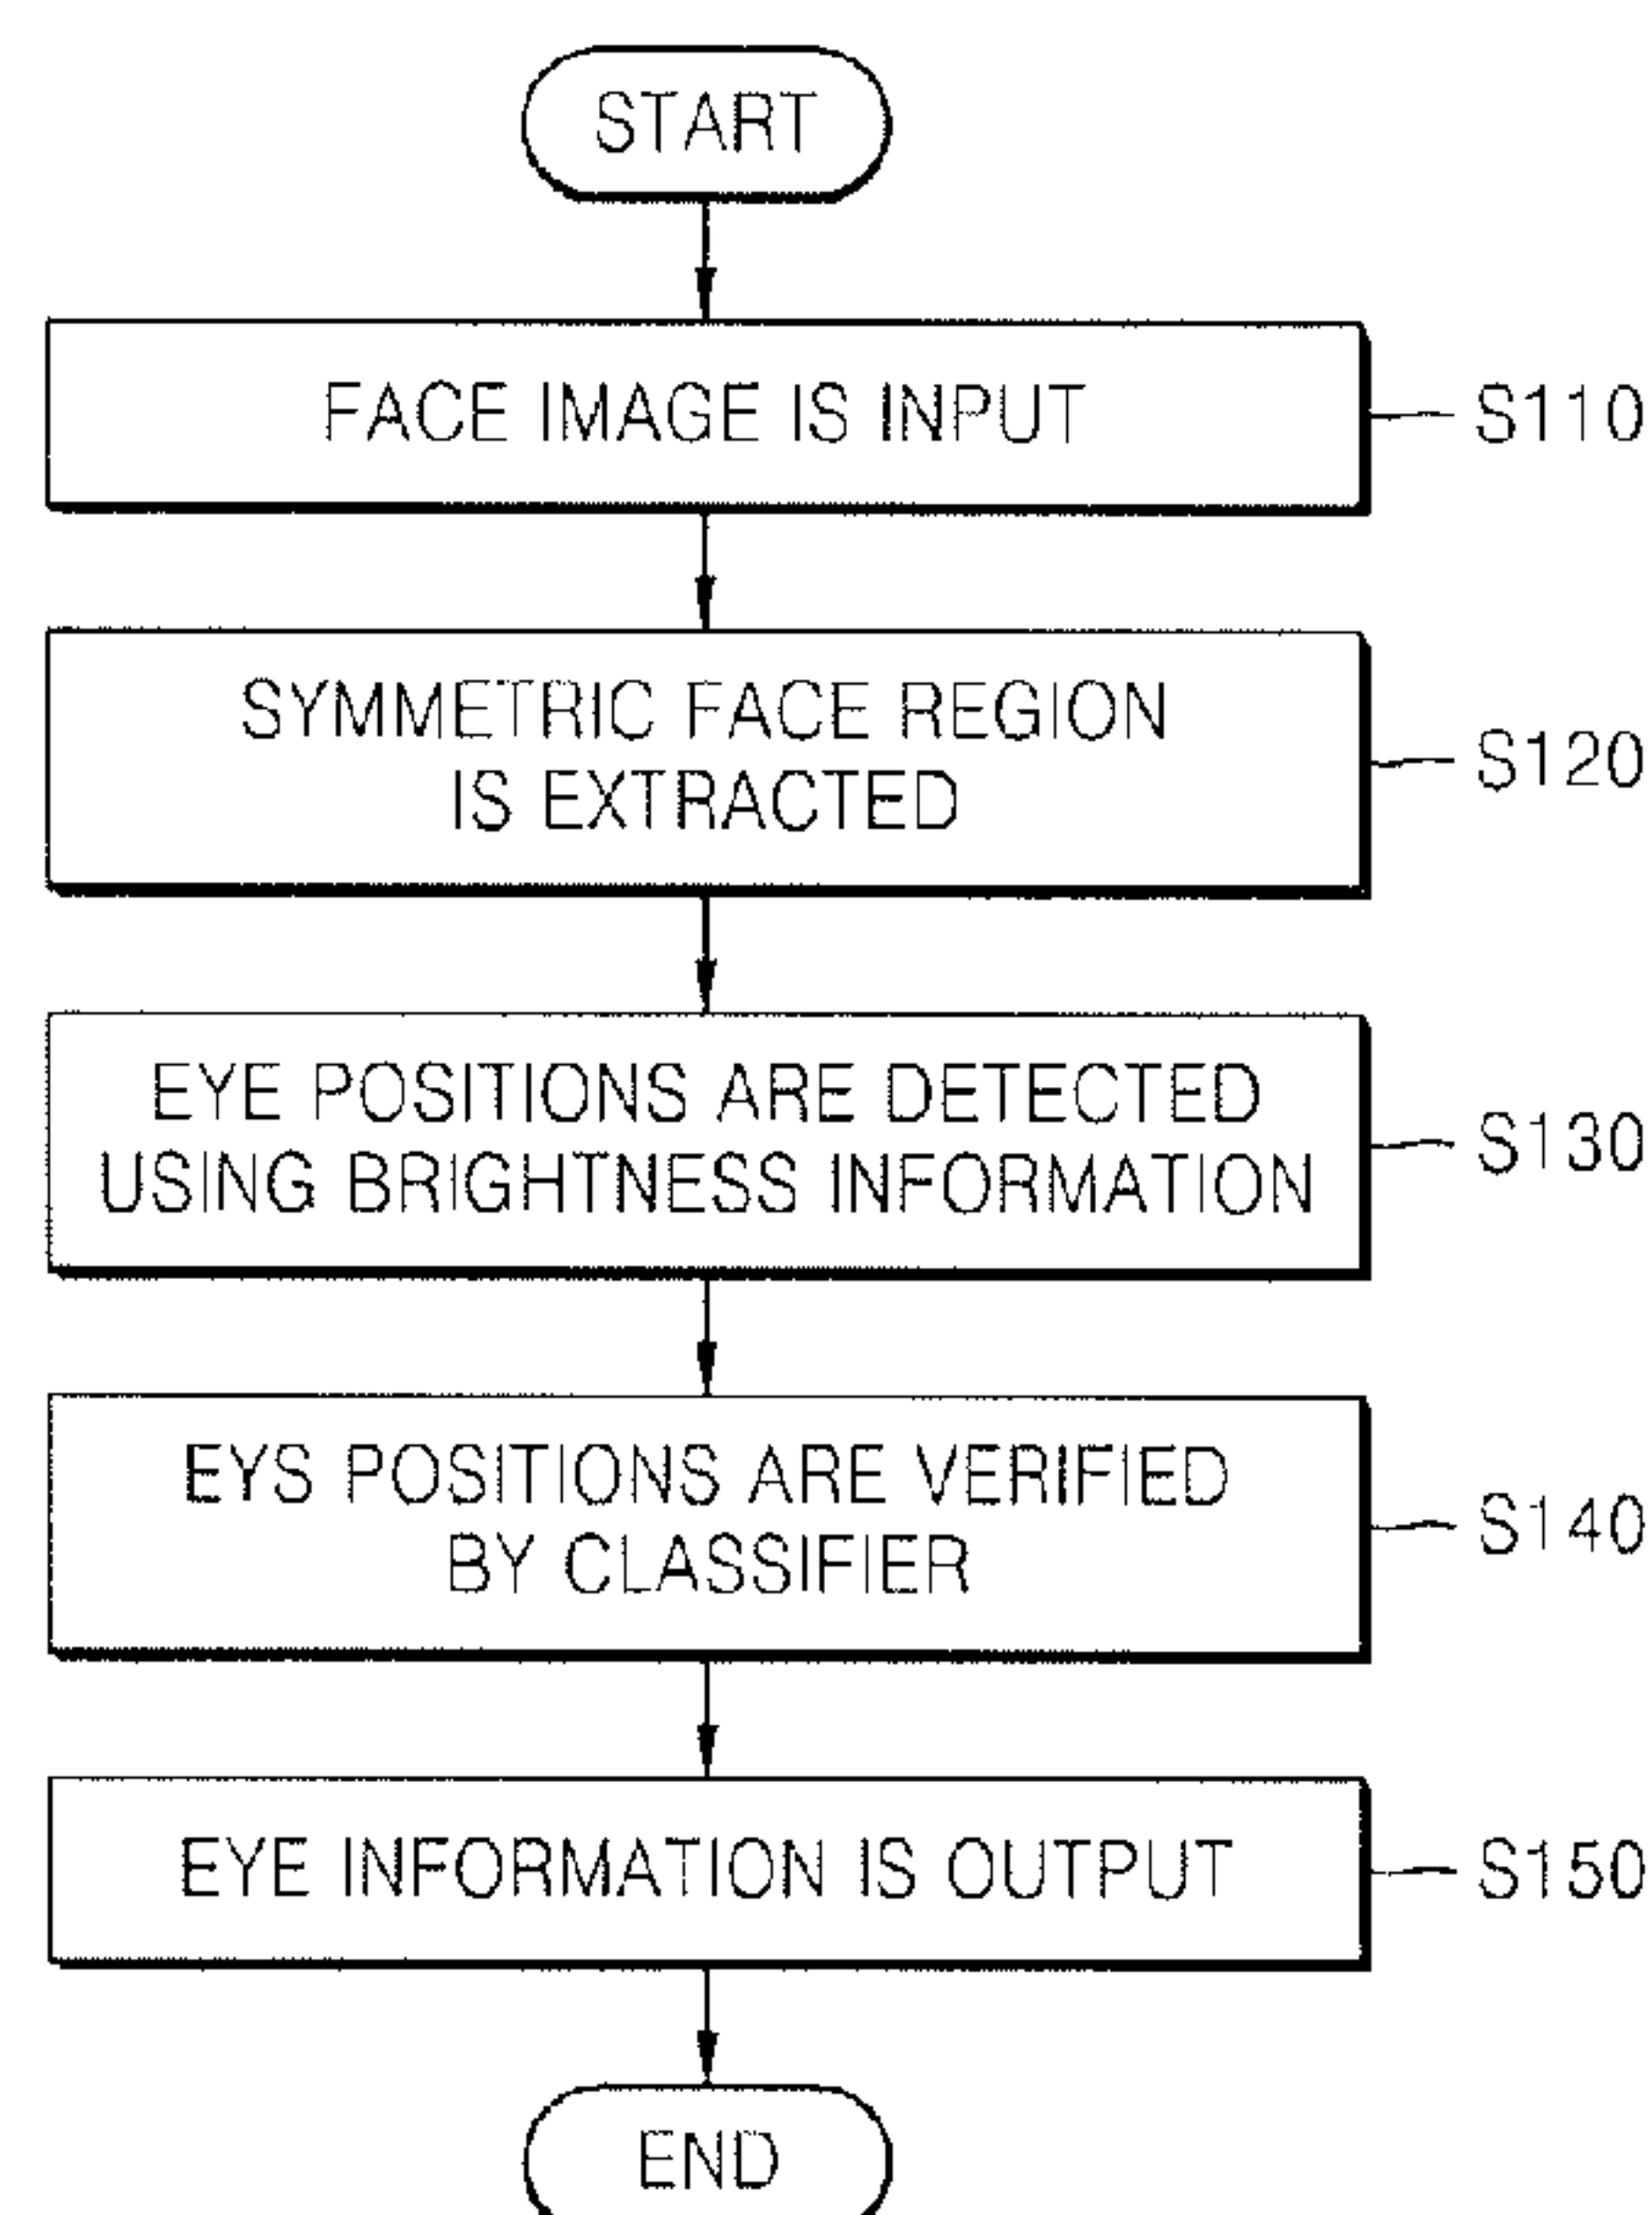 START
FACE IMAGE IS INPUT
S110
SYMMETRIC FACE REGION
IS EXTRACTED
S120
EYE POSITIONS ARE DETECTED
USING BRIGHTNESS INFORMATION
S130
EYS POSITIONS ARE VERIFIED
BY CLASSIFIER
S140
EYE INFORMATION IS OUTPUT
S150
END